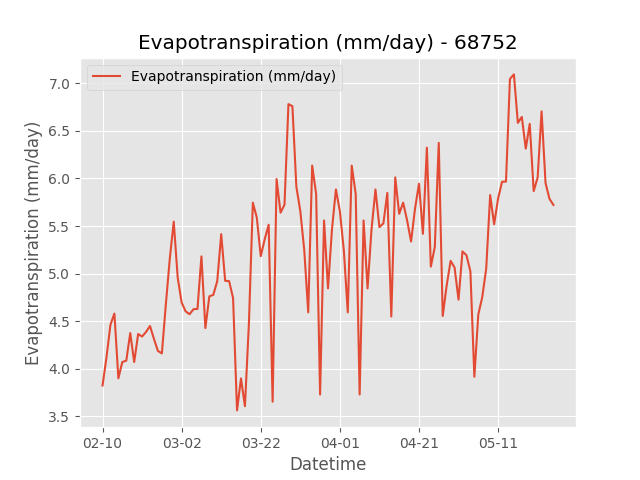 Evapotranspiration (mm/day) - 68752
Evapotranspiration (mm/day)
Evapotranspiration (mm/day)
7.0
6.5
6.0
5.5
5.0
4.5
4.0
3.5
02-10 03-02 03-22 04-01 04-21 05-11
Datetime